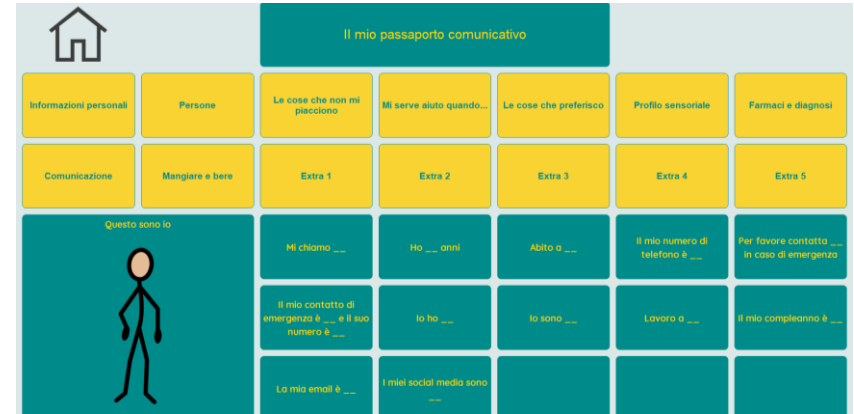 Il mio passaporto comunicativo
Informazioni personali
Persone
Le cose che non mi
piacciono
Mi serve aiuto quando...
Le cose che preferisco
Profilo sensoriale
Farmaci e diagnosi
Comunicazione
Mangiare e bere
Extra 1
Extra 2
Extra 3
Extra 4
Extra 5
Questo sono io
Mi chiamo __
Ho __ anni
Abito a __
Il mio numero di
telefono è __
Per favore contatta __
in caso di emergenza
Il mio contatto di
emergenza è __ e il suo
numero è __
Io ho __
Io sono __
Lavoro a __
Il mio compleanno è __
La mia email è __
I miei social media sono
__